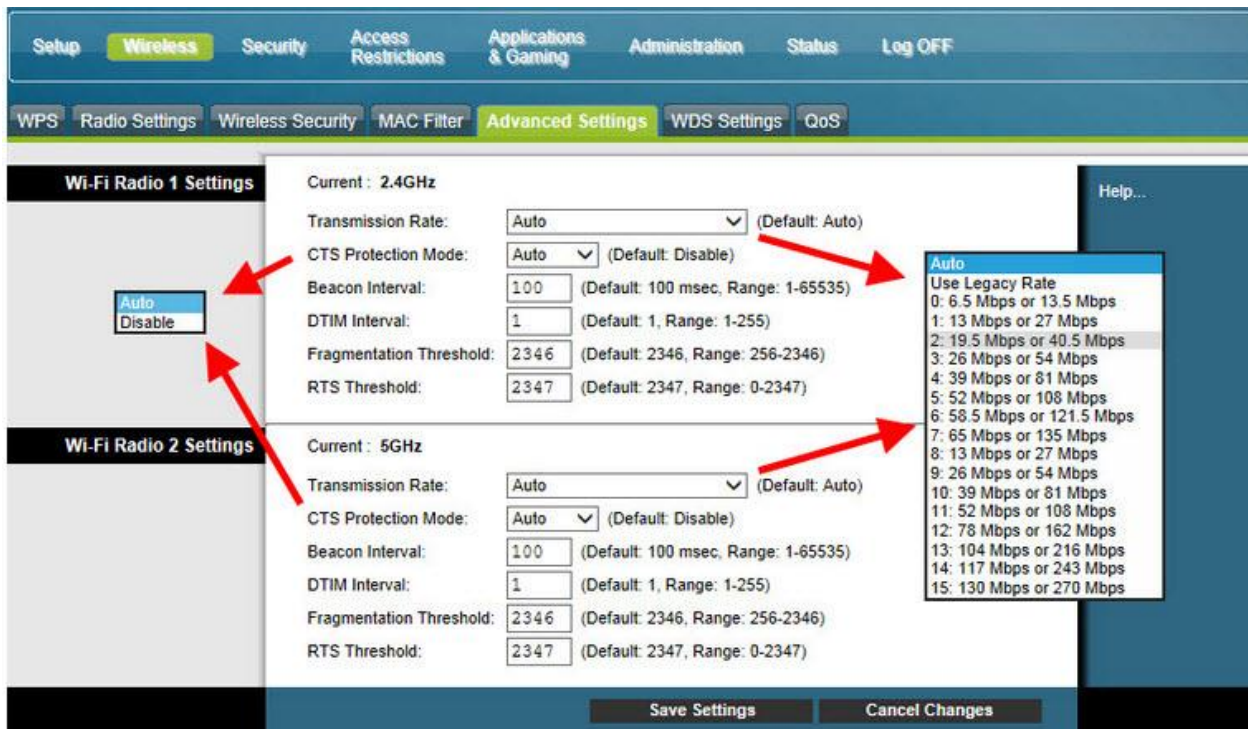 Setup Wireless Security Access Restrictions Applications & Gaming Administration Status Log OFF
WPS Radio Settings Wireless Security MAC Filter Advanced Settings WDS Settings QoS
Wi-Fi Radio 1 Settings
Current : 2.4GHz
Help...
Transmission Rate: Auto (Default: Auto)
CTS Protection Mode: Auto (Default: Disable)
Beacon Interval: 100 (Default: 100 msec, Range: 1-65535)
DTIM Interval: 1 (Default: 1, Range: 1-255)
Fragmentation Threshold: 2346 (Default: 2346, Range: 256-2346)
RTS Threshold: 2347 (Default: 2347, Range: 0-2347)
Auto
Disable
Wi-Fi Radio 2 Settings
Current : 5GHz
Transmission Rate: Auto (Default: Auto)
CTS Protection Mode: Auto (Default: Disable)
Beacon Interval: 100 (Default: 100 msec, Range: 1-65535)
DTIM Interval: 1 (Default: 1, Range: 1-255)
Fragmentation Threshold: 2346 (Default: 2346, Range: 256-2346)
RTS Threshold: 2347 (Default: 2347, Range: 0-2347)
Auto
Use Legacy Rate
0: 6.5 Mbps or 13.5 Mbps
1: 13 Mbps or 27 Mbps
2: 19.5 Mbps or 40.5 Mbps
3: 26 Mbps or 54 Mbps
4: 39 Mbps or 81 Mbps
5: 52 Mbps or 108 Mbps
6: 58.5 Mbps or 121.5 Mbps
7: 65 Mbps or 135 Mbps
8: 13 Mbps or 27 Mbps
9: 26 Mbps or 54 Mbps
10: 39 Mbps or 81 Mbps
11: 52 Mbps or 108 Mbps
12: 78 Mbps or 162 Mbps
13: 104 Mbps or 216 Mbps
14: 117 Mbps or 243 Mbps
15: 130 Mbps or 270 Mbps
Save Settings Cancel Changes